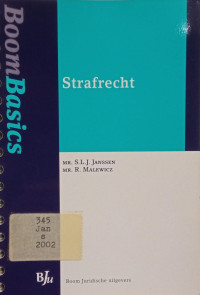 BoomBasics
Strafrecht
MR. S.L.J. JANSSEN
MR. R. MALEWICZ
345
Jan
s
2002
BJu
Boom Juridische uitgevers